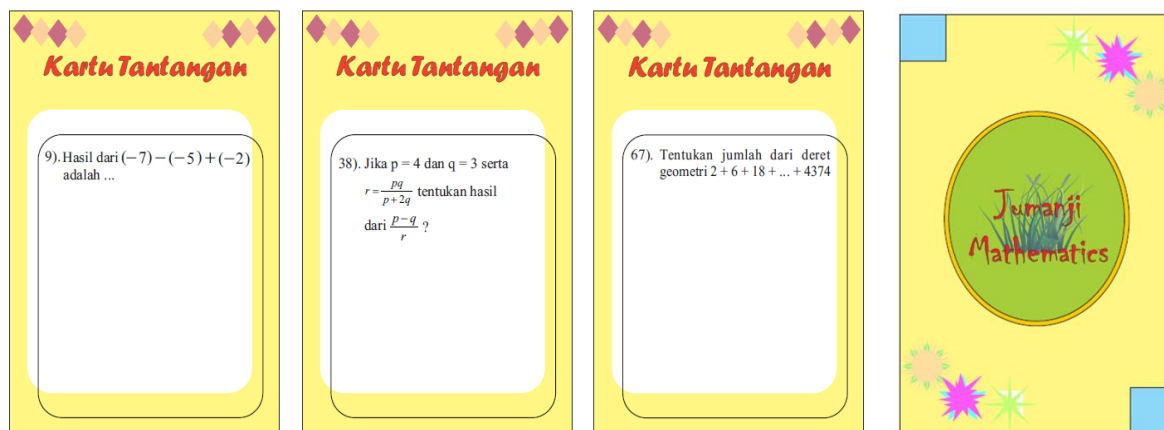 Kartu Tantangan
9). Hasil dari (−7)−(−5)+(−2)
adalah ...
Kartu Tantangan
38). Jika p = 4 dan q = 3 serta
r = pq/(p+2q) tentukan hasil
dari (p−q)/r ?
Kartu Tantangan
67). Tentukan jumlah dari deret
geometri 2 + 6 + 18 + ... + 4374
Jumanji
Mathematics